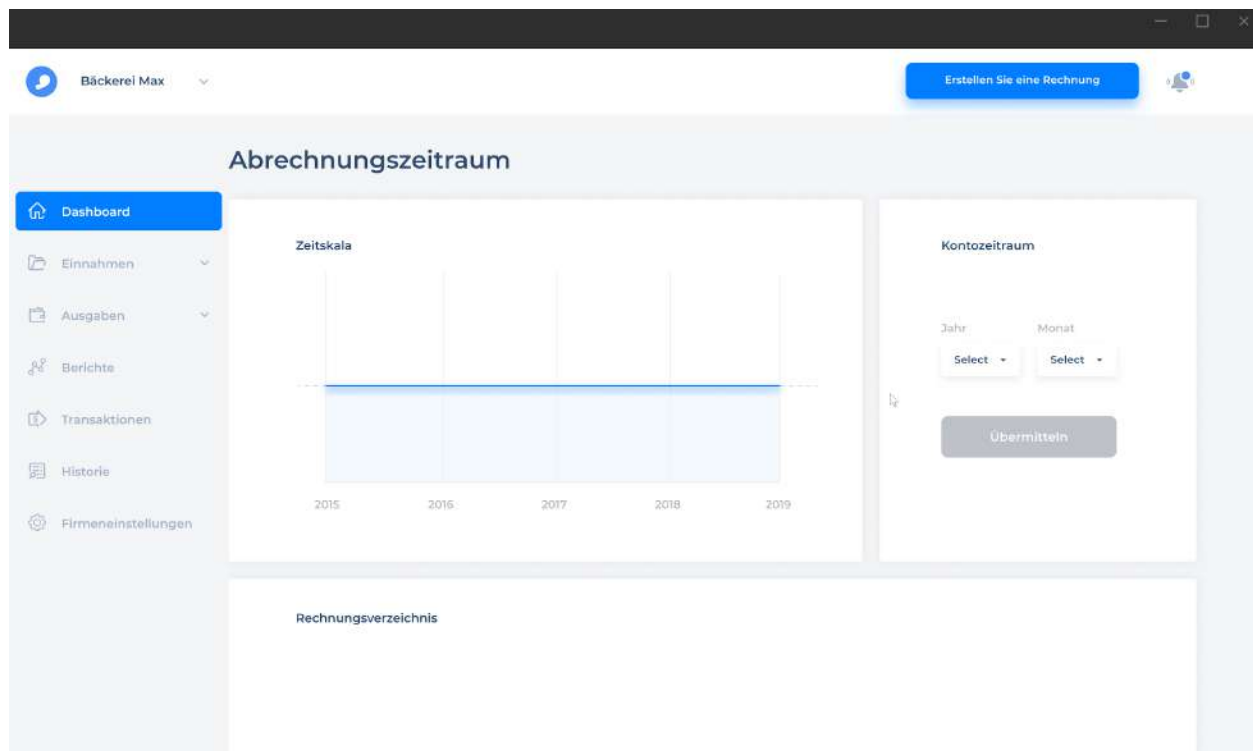 Bäckerei Max
Erstellen Sie eine Rechnung
Abrechnungszeitraum
Dashboard
Einnahmen
Ausgaben
Berichte
Transaktionen
Historie
Firmeneinstellungen
Zeitskala
2015 2016 2017 2018 2019
Kontozeitraum
Jahr Monat
Select Select
Übermitteln
Rechnungsverzeichnis